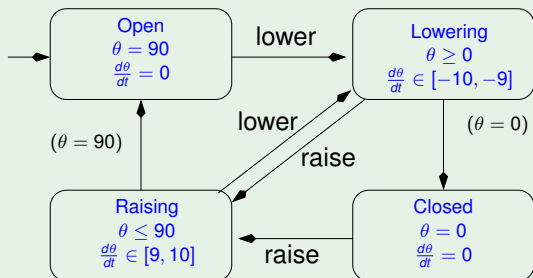 Open
θ = 90
dθ/dt = 0
lower
Lowering
θ ≥ 0
dθ/dt ∈ [−10, −9]
(θ = 90)
lower
raise
(θ = 0)
Raising
θ ≤ 90
dθ/dt ∈ [9, 10]
raise
Closed
θ = 0
dθ/dt = 0